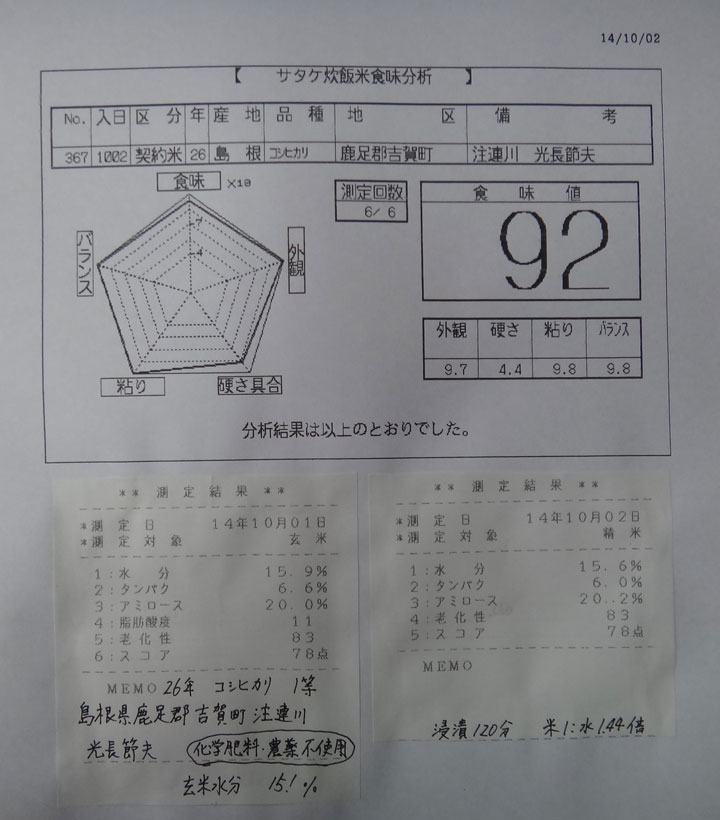 14/10/02
【 サタケ炊飯米食味分析 】
No. 入日 区分 年 産地 品種 地区 備考
367 1002 契約米 26 島根 コシヒカリ 鹿足郡吉賀町 注連川 光長節夫
食味 ×10
7
4
バランス
外観
粘り
硬さ具合
測定回数
6/ 6
食味値
92
外観 硬さ 粘り バランス
9.7 4.4 9.8 9.8
分析結果は以上のとおりでした。
** 測定結果 **
*測定日 14年10月01日
*測定対象 玄米
1:水分 15.9%
2:タンパク 6.6%
3:アミロース 20.0%
4:脂肪酸度 11
5:老化性 83
6:スコア 78点
MEMO 26年 コシヒカリ 1等
島根県鹿足郡吉賀町注連川
光長節夫 化学肥料・農薬不使用
玄米水分 15.1%
** 測定結果 **
*測定日 14年10月02日
*測定対象 精米
1:水分 15.6%
2:タンパク 6.0%
3:アミロース 20.2%
4:老化性 83
5:スコア 78点
MEMO
浸漬120分 米1:水1.44倍